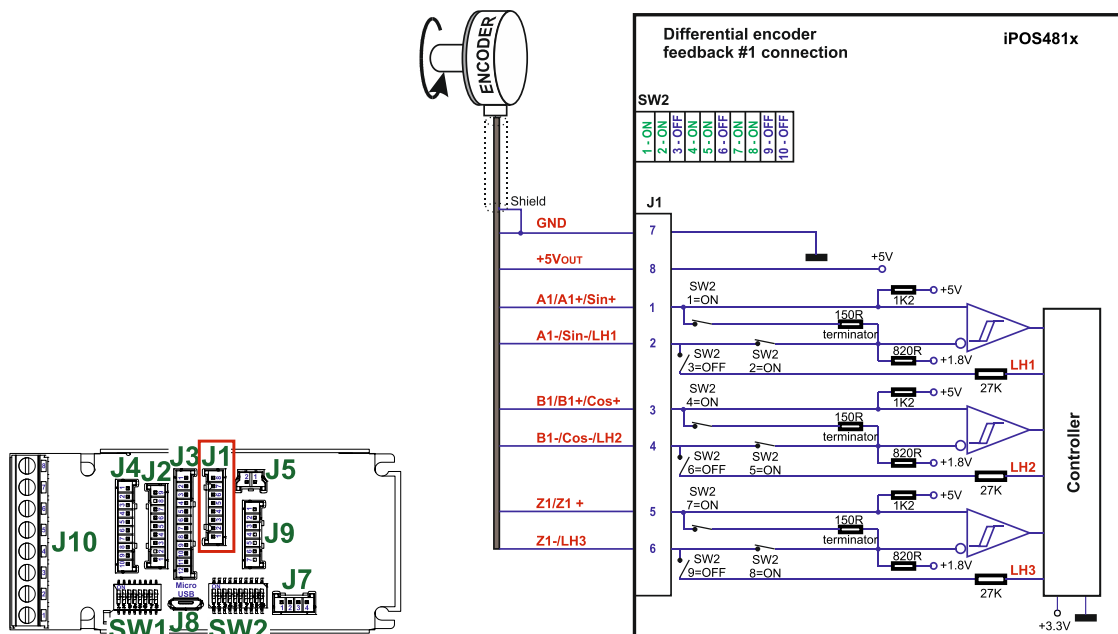 Differential encoder
feedback #1 connection
iPOS481x
ENCODER
SW2
1 - ON
2 - ON
3 - OFF
4 - ON
5 - ON
6 - OFF
7 - ON
8 - ON
9 - OFF
10 - OFF
Shield
J1
GND
7
+5VOUT
8
+5V
A1/A1+/Sin+
1
SW2
1=ON
1K2
+5V
150R
terminator
A1-/Sin-/LH1
2
SW2
3=OFF
SW2
2=ON
820R
+1.8V
LH1
27K
B1/B1+/Cos+
3
SW2
4=ON
1K2
+5V
150R
terminator
B1-/Cos-/LH2
4
SW2
6=OFF
SW2
5=ON
820R
+1.8V
LH2
27K
Z1/Z1 +
5
SW2
7=ON
1K2
+5V
150R
terminator
Z1-/LH3
6
SW2
9=OFF
SW2
8=ON
820R
+1.8V
LH3
27K
Controller
+3.3V
J4
J2
J3
J1
J5
J9
J10
J7
Micro
USB
J8
SW1
SW2
ON
ON